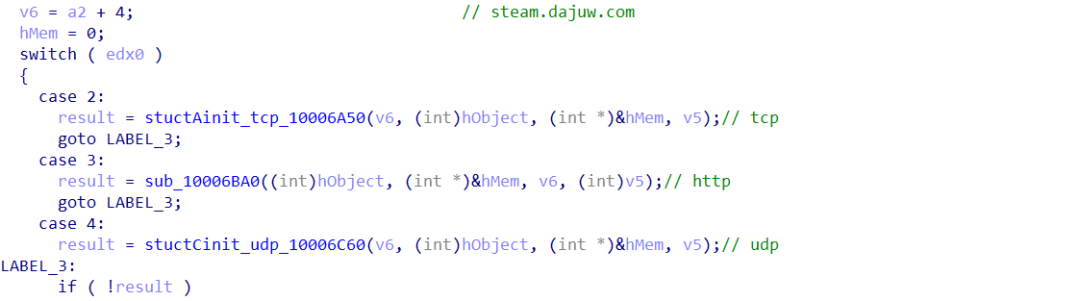 v6 = a2 + 4; // steam.dajuw.com
hMem = 0;
switch ( edx0 )
{
case 2:
result = stuctAinit_tcp_10006A50(v6, (int)hObject, (int *)&hMem, v5);// tcp
goto LABEL_3;
case 3:
result = sub_10006BA0((int)hObject, (int *)&hMem, v6, (int)v5);// http
goto LABEL_3;
case 4:
result = stuctCinit_udp_10006C60(v6, (int)hObject, (int *)&hMem, v5);// udp
LABEL_3:
if ( !result )